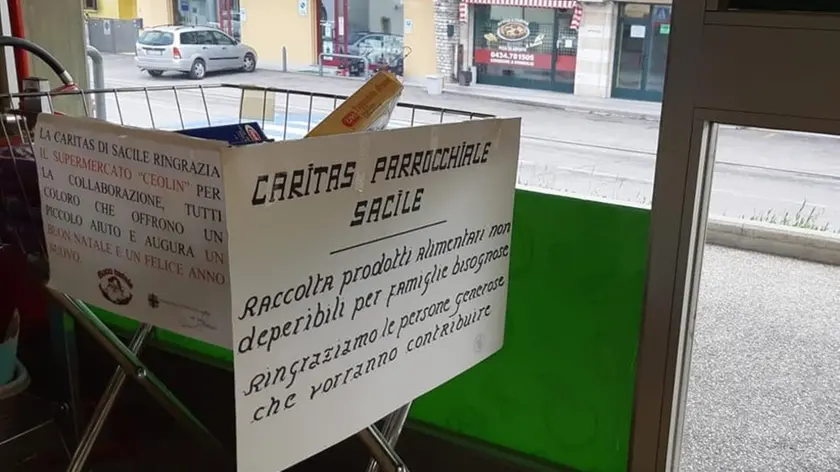 LA CARITAS DI SACILE RINGRAZIA
IL SUPERMERCATO "CEOLIN" PER
LA COLLABORAZIONE, TUTTI
COLORO CHE OFFRONO UN
PICCOLO AIUTO E AUGURA UN
BUON NATALE E UN FELICE ANNO
NUOVO.
CARITAS PARROCCHIALE
SACILE
RACCOLTA prodotti ALIMENTARI non
deperibili per FAMIGLIE bisognose
RINGRAZIAMO le persone generose
che vorranno contribuire
0434.781505